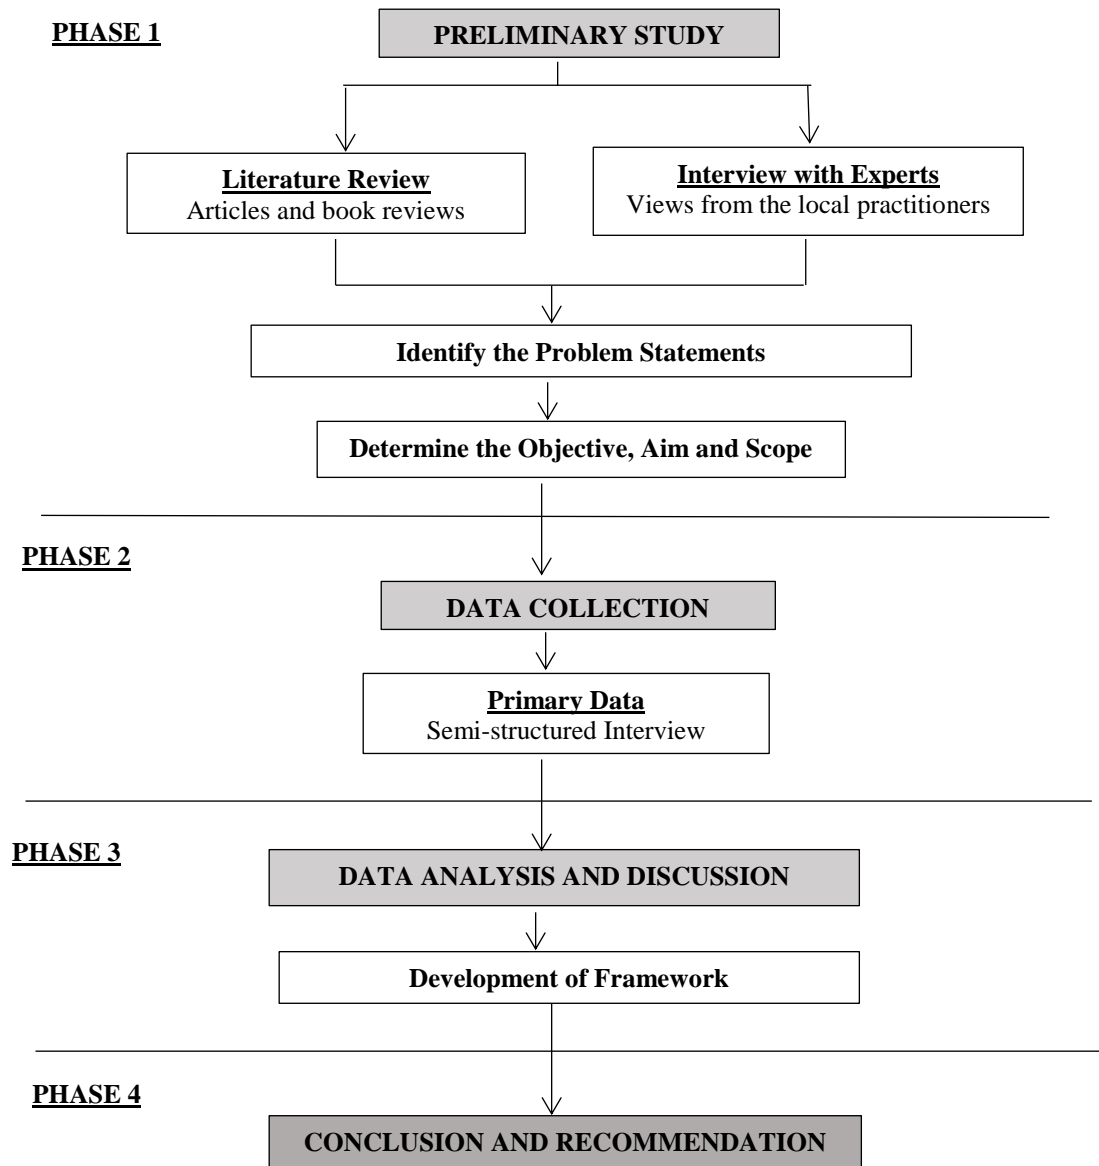 PHASE 1
PRELIMINARY STUDY
Literature Review
Articles and book reviews
Interview with Experts
Views from the local practitioners
Identify the Problem Statements
Determine the Objective, Aim and Scope
PHASE 2
DATA COLLECTION
Primary Data
Semi-structured Interview
PHASE 3
DATA ANALYSIS AND DISCUSSION
Development of Framework
PHASE 4
CONCLUSION AND RECOMMENDATION